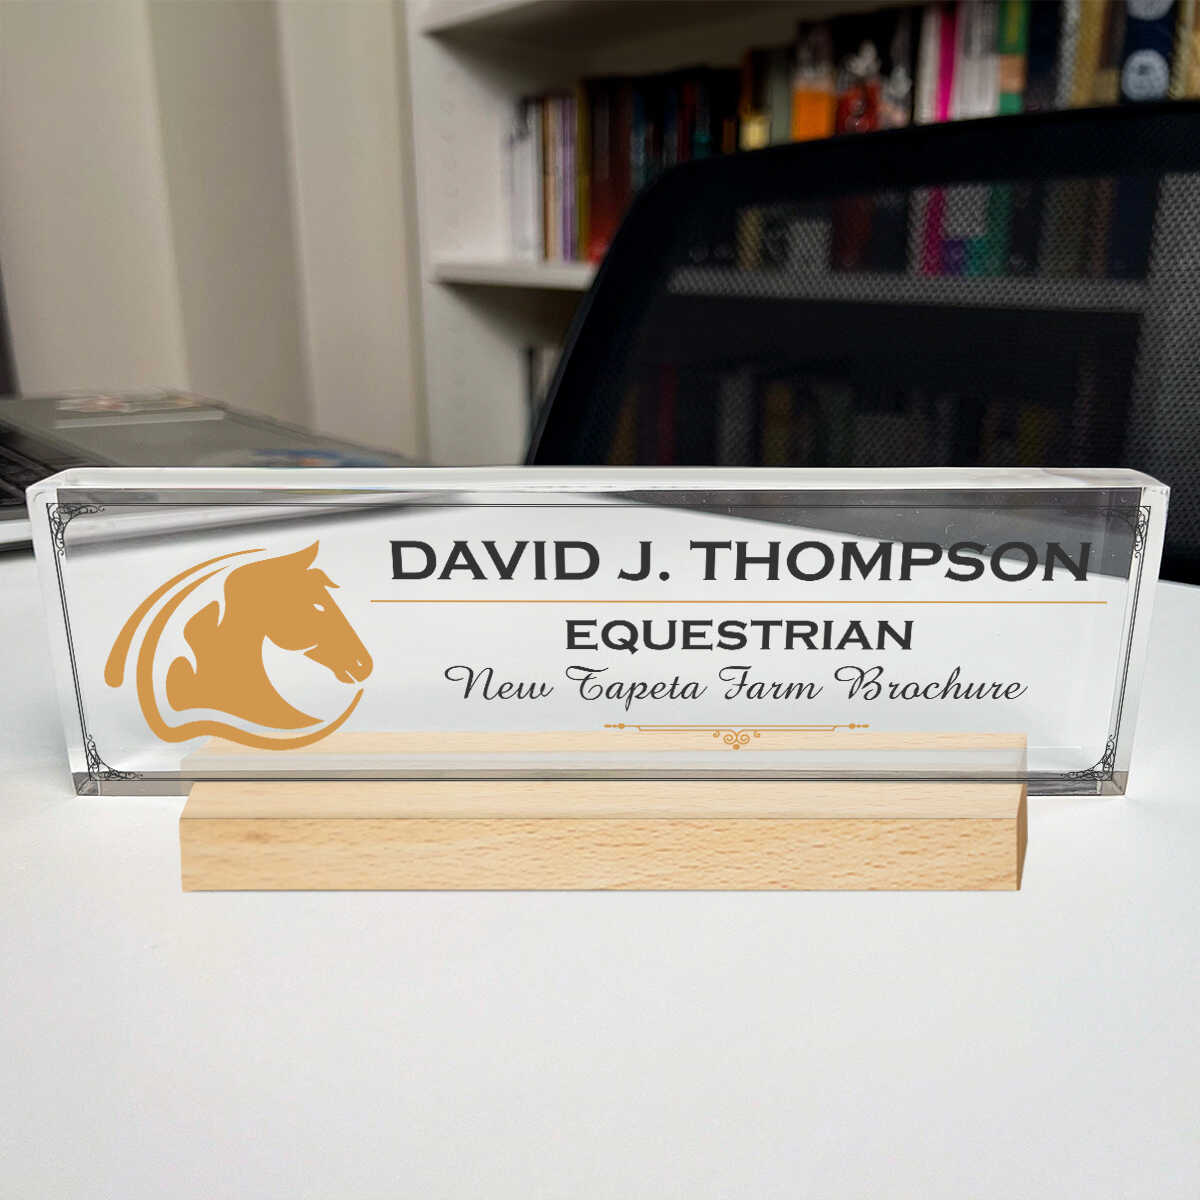 DAVID J. THOMPSON
EQUESTRIAN
New Tapeta Farm Brochure